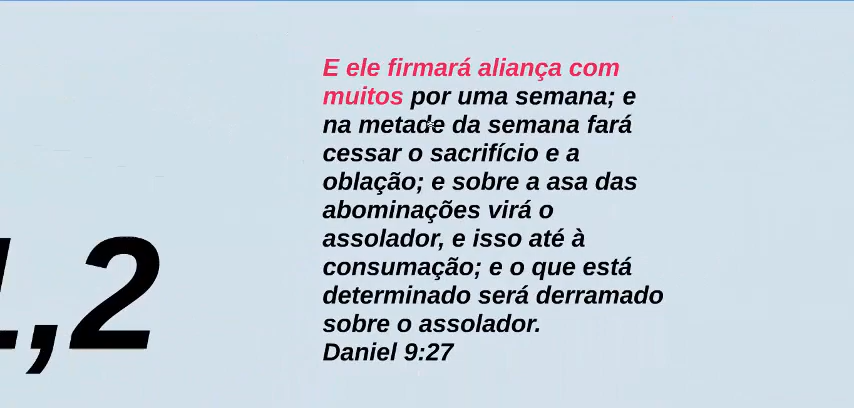 E ele firmará aliança com
muitos por uma semana; e
na metade da semana fará
cessar o sacrifício e a
oblação; e sobre a asa das
abominações virá o
assolador, e isso até à
consumação; e o que está
determinado será derramado
sobre o assolador.
Daniel 9:27
1,2